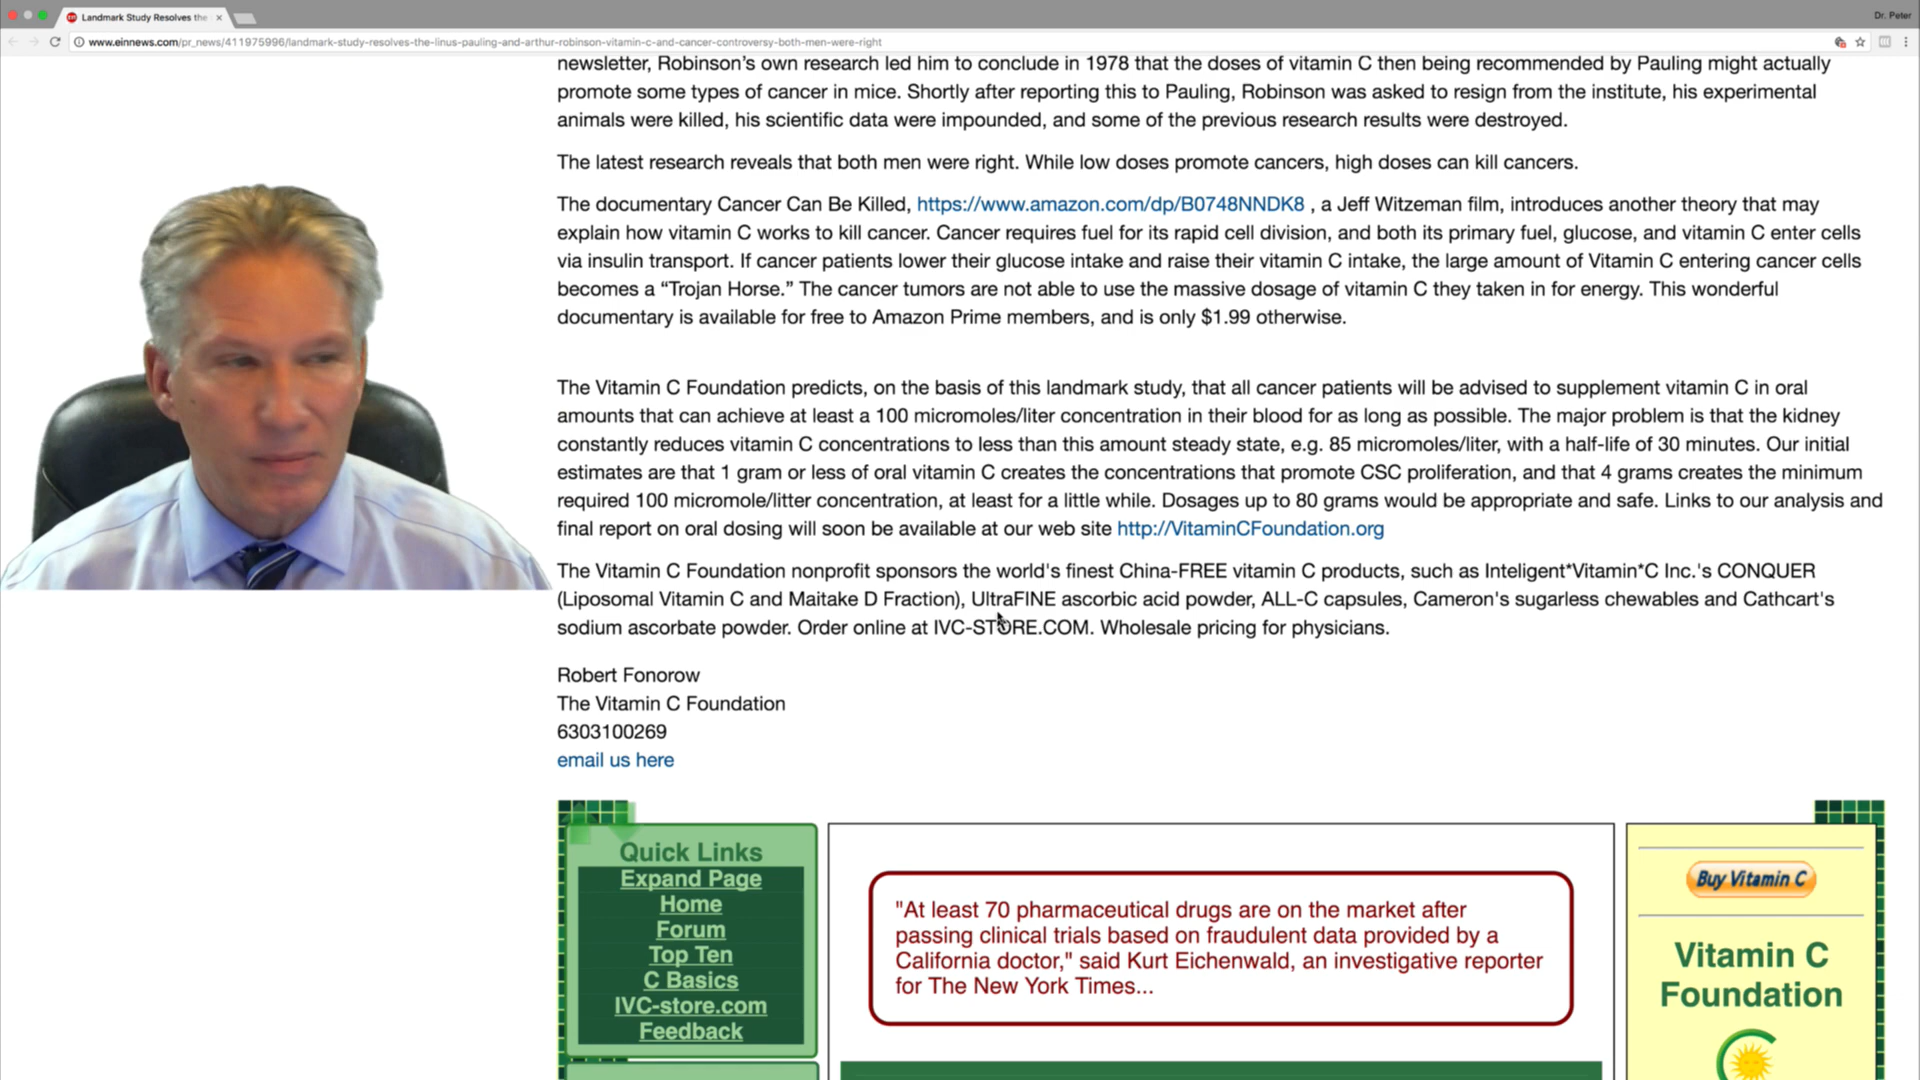 Landmark Study Resolves the
Dr. Peter
www.einnews.com/pr_news/411975996/landmark-study-resolves-the-linus-pauling-and-arthur-robinson-vitamin-c-and-cancer-controversy-both-men-were-right
newsletter, Robinson's own research led him to conclude in 1978 that the doses of vitamin C then being recommended by Pauling might actually
promote some types of cancer in mice. Shortly after reporting this to Pauling, Robinson was asked to resign from the institute, his experimental
animals were killed, his scientific data were impounded, and some of the previous research results were destroyed.
The latest research reveals that both men were right. While low doses promote cancers, high doses can kill cancers.
The documentary Cancer Can Be Killed, https://www.amazon.com/dp/B0748NNDK8 , a Jeff Witzeman film, introduces another theory that may
explain how vitamin C works to kill cancer. Cancer requires fuel for its rapid cell division, and both its primary fuel, glucose, and vitamin C enter cells
via insulin transport. If cancer patients lower their glucose intake and raise their vitamin C intake, the large amount of Vitamin C entering cancer cells
becomes a “Trojan Horse.” The cancer tumors are not able to use the massive dosage of vitamin C they taken in for energy. This wonderful
documentary is available for free to Amazon Prime members, and is only $1.99 otherwise.
The Vitamin C Foundation predicts, on the basis of this landmark study, that all cancer patients will be advised to supplement vitamin C in oral
amounts that can achieve at least a 100 micromoles/liter concentration in their blood for as long as possible. The major problem is that the kidney
constantly reduces vitamin C concentrations to less than this amount steady state, e.g. 85 micromoles/liter, with a half-life of 30 minutes. Our initial
estimates are that 1 gram or less of oral vitamin C creates the concentrations that promote CSC proliferation, and that 4 grams creates the minimum
required 100 micromole/litter concentration, at least for a little while. Dosages up to 80 grams would be appropriate and safe. Links to our analysis and
final report on oral dosing will soon be available at our web site http://VitaminCFoundation.org
The Vitamin C Foundation nonprofit sponsors the world's finest China-FREE vitamin C products, such as Inteligent*Vitamin*C Inc.'s CONQUER
(Liposomal Vitamin C and Maitake D Fraction), UltraFINE ascorbic acid powder, ALL-C capsules, Cameron's sugarless chewables and Cathcart's
sodium ascorbate powder. Order online at IVC-STORE.COM. Wholesale pricing for physicians.
Robert Fonorow
The Vitamin C Foundation
6303100269
email us here
Quick Links
Expand Page
Home
Forum
Top Ten
C Basics
IVC-store.com
Feedback
"At least 70 pharmaceutical drugs are on the market after
passing clinical trials based on fraudulent data provided by a
California doctor," said Kurt Eichenwald, an investigative reporter
for The New York Times...
Buy Vitamin C
Vitamin C
Foundation